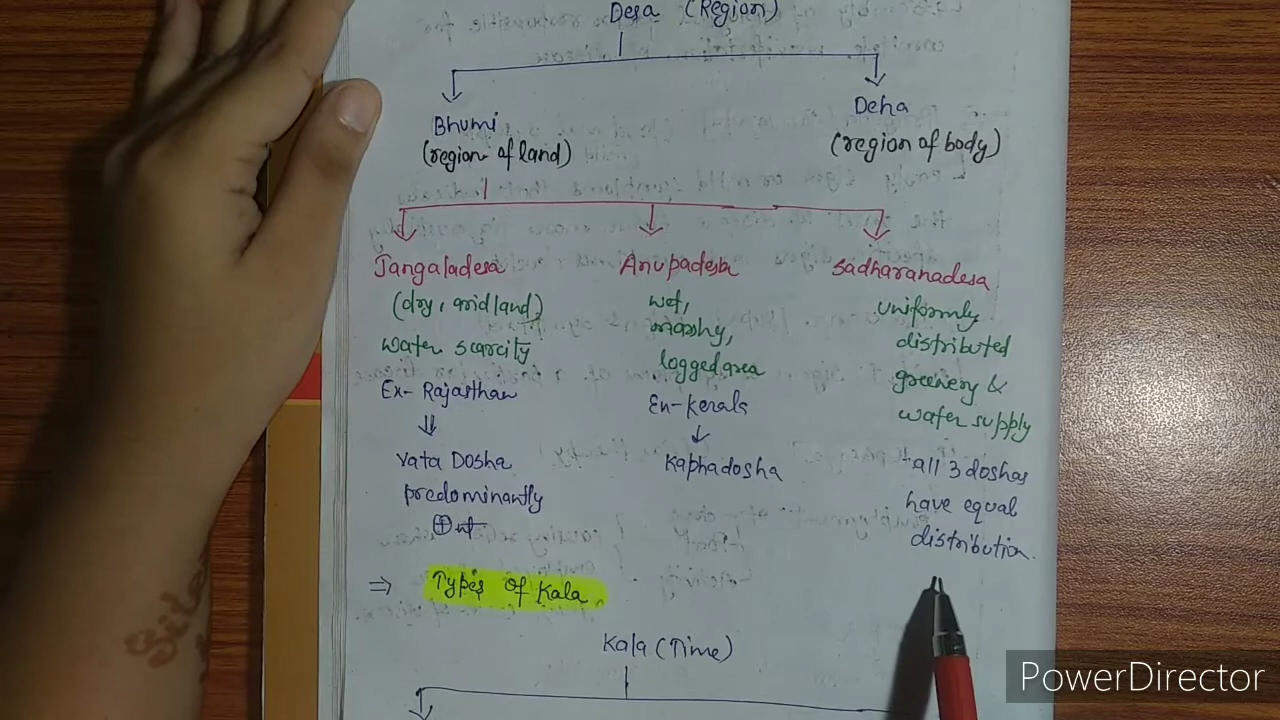 Desa (Region)
Bhumi
(region of land)
Deha
(region of body)
Jangaladesa
(dry, arid land)
water scarcity
Ex- Rajasthan
⇓
vata Dosha
predominantly
Anupadesa
wet,
marshy,
logged area
Ex- Kerala
↓
Kaphadosha
Sadharanadesa
uniformly
distributed
greenery &
water supply
all 3 doshas
have equal
distribution.
⇒ Types of Kala
Kala (Time)
PowerDirector